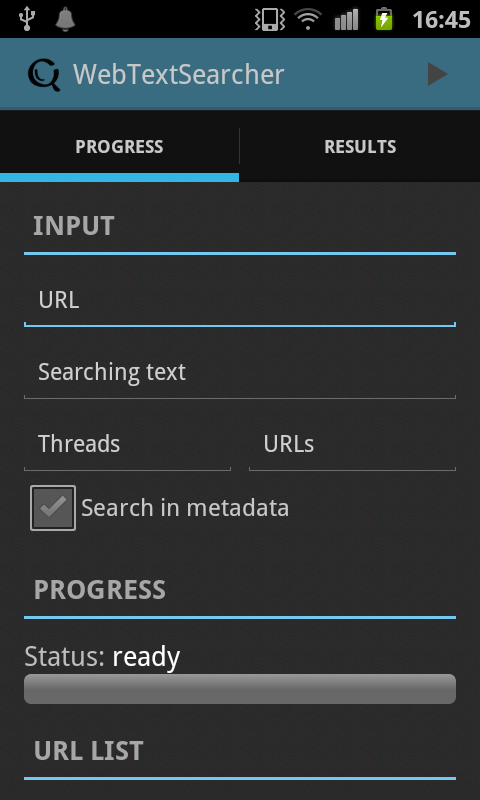 16:45
WebTextSearcher
PROGRESS RESULTS
INPUT
URL
Searching text
Threads URLs
Search in metadata
PROGRESS
Status: ready
URL LIST